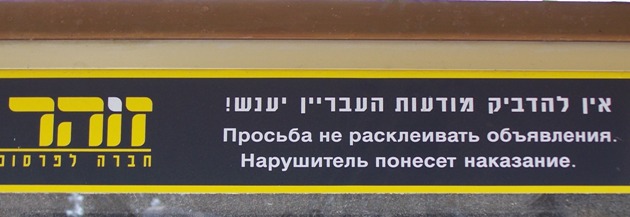 אין להדביק מודעות העבריין יענש!
Просьба не расклеивать объявления.
Нарушитель понесет наказание.
זוהר
חברה לפרסום